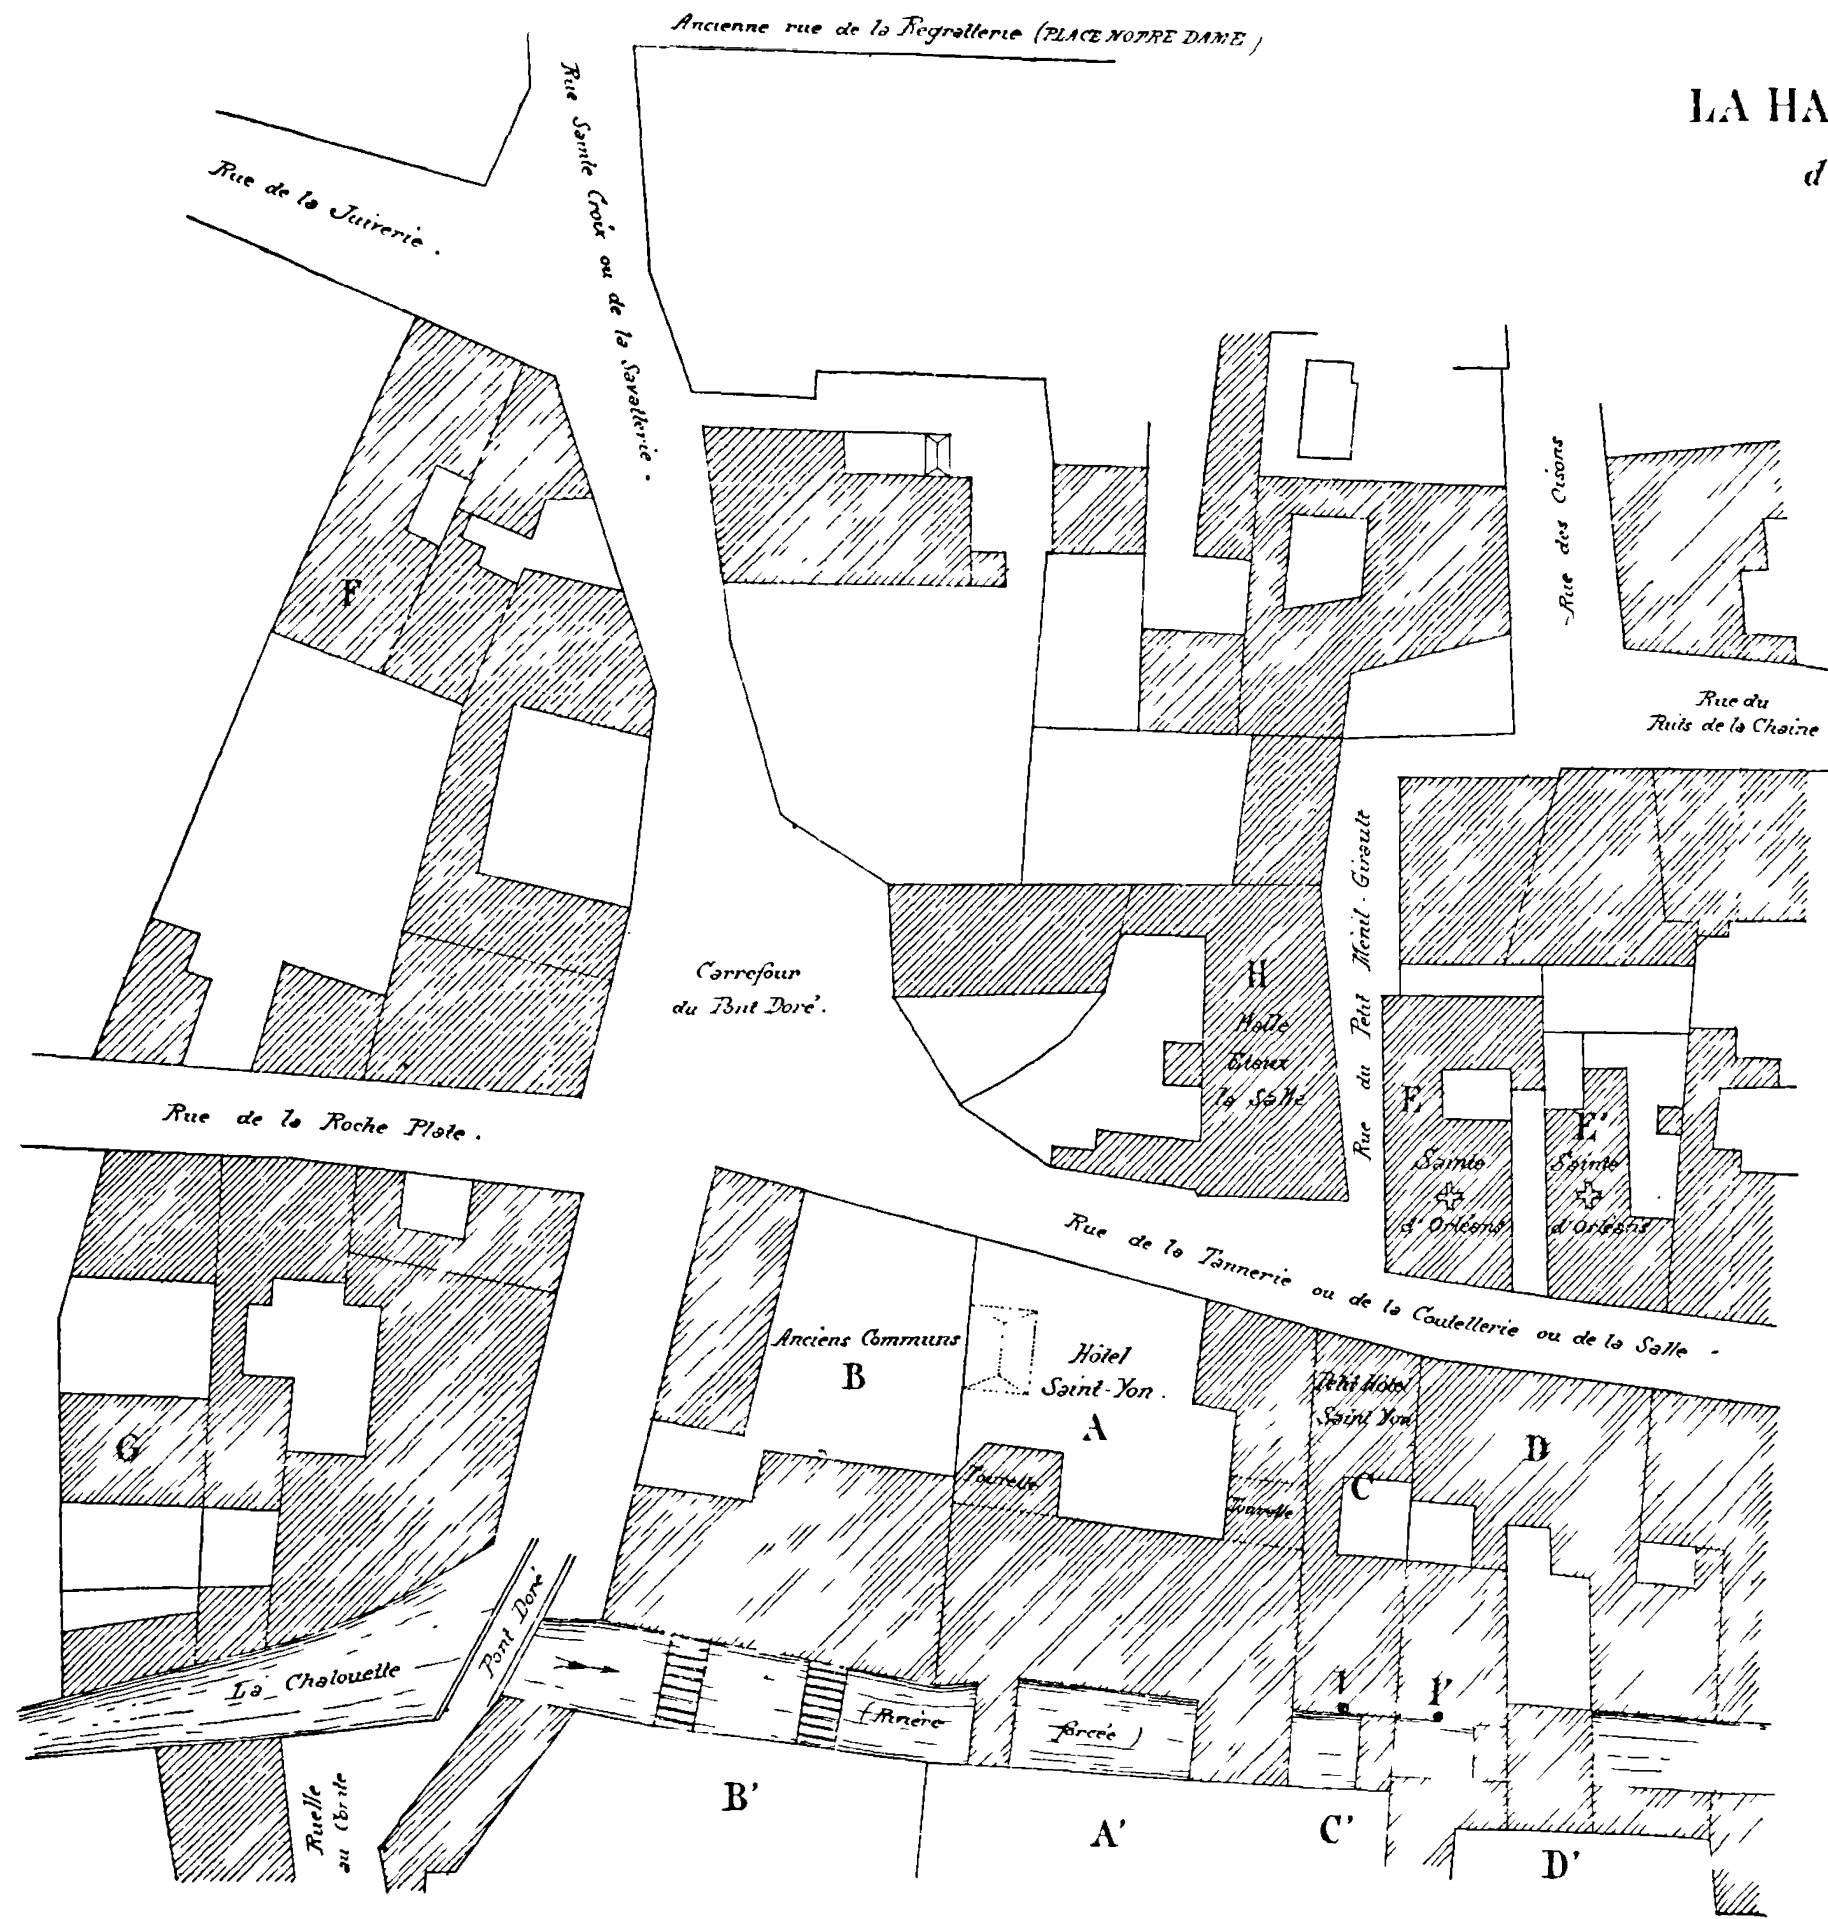 Ancienne rue de la Regratterie (PLACE NOTRE DAME)
LA HA
d
Rue Sainte Croix ou de la Savatterie.
Rue de la Juiverie.
Rue des Oisons
F
Rue du
Puits de la Chaine
Rue du Petit Ménil-Girault
Carrefour
du Pont Doré.
H
Halle
Etoux
la Salle
E
Sainte
d'Orléans
E'
Sainte
d'Orléans
Rue de la Roche Plate.
Rue de la Tannerie ou de la Coutellerie ou de la Salle.
Anciens Communs
B
Hôtel
Saint-Yon.
A
Petit Hôtel
Saint Yon
C
D
G
Tourelle
Tourelle
Pont Doré
La Chalouette
(Rivière
forcée)
I
I'
Ruelle
au
B'
A'
C'
D'